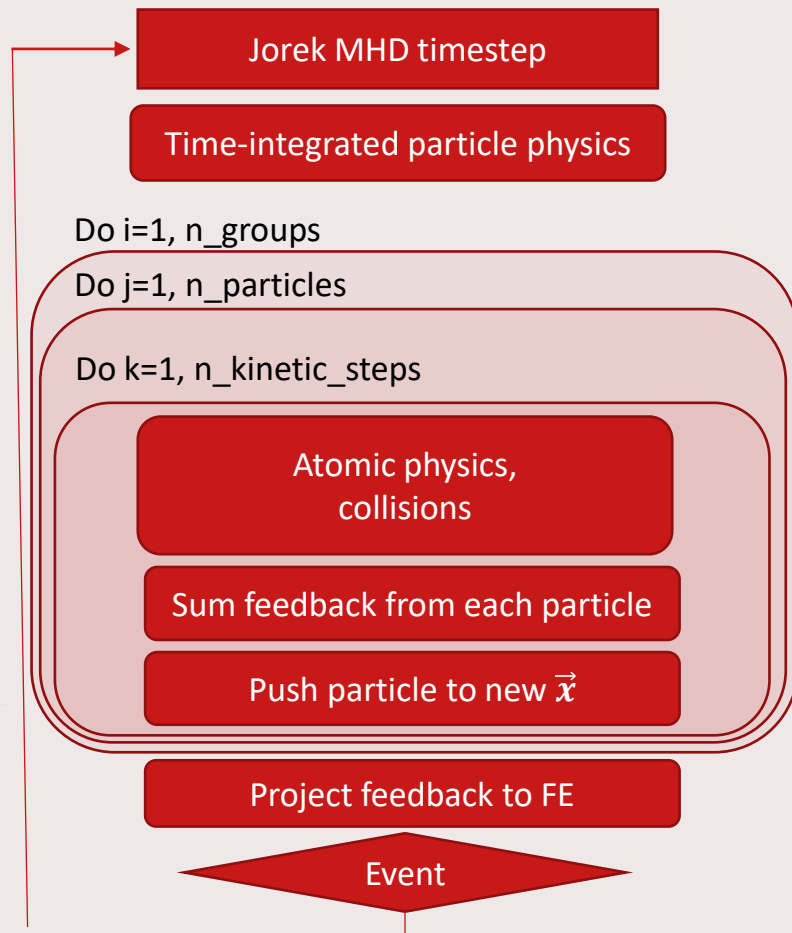 Jorek MHD timestep
Time-integrated particle physics
Do i=1, n_groups
Do j=1, n_particles
Do k=1, n_kinetic_steps
Atomic physics,
collisions
Sum feedback from each particle
Push particle to new $\vec{x}$
Project feedback to FE
Event